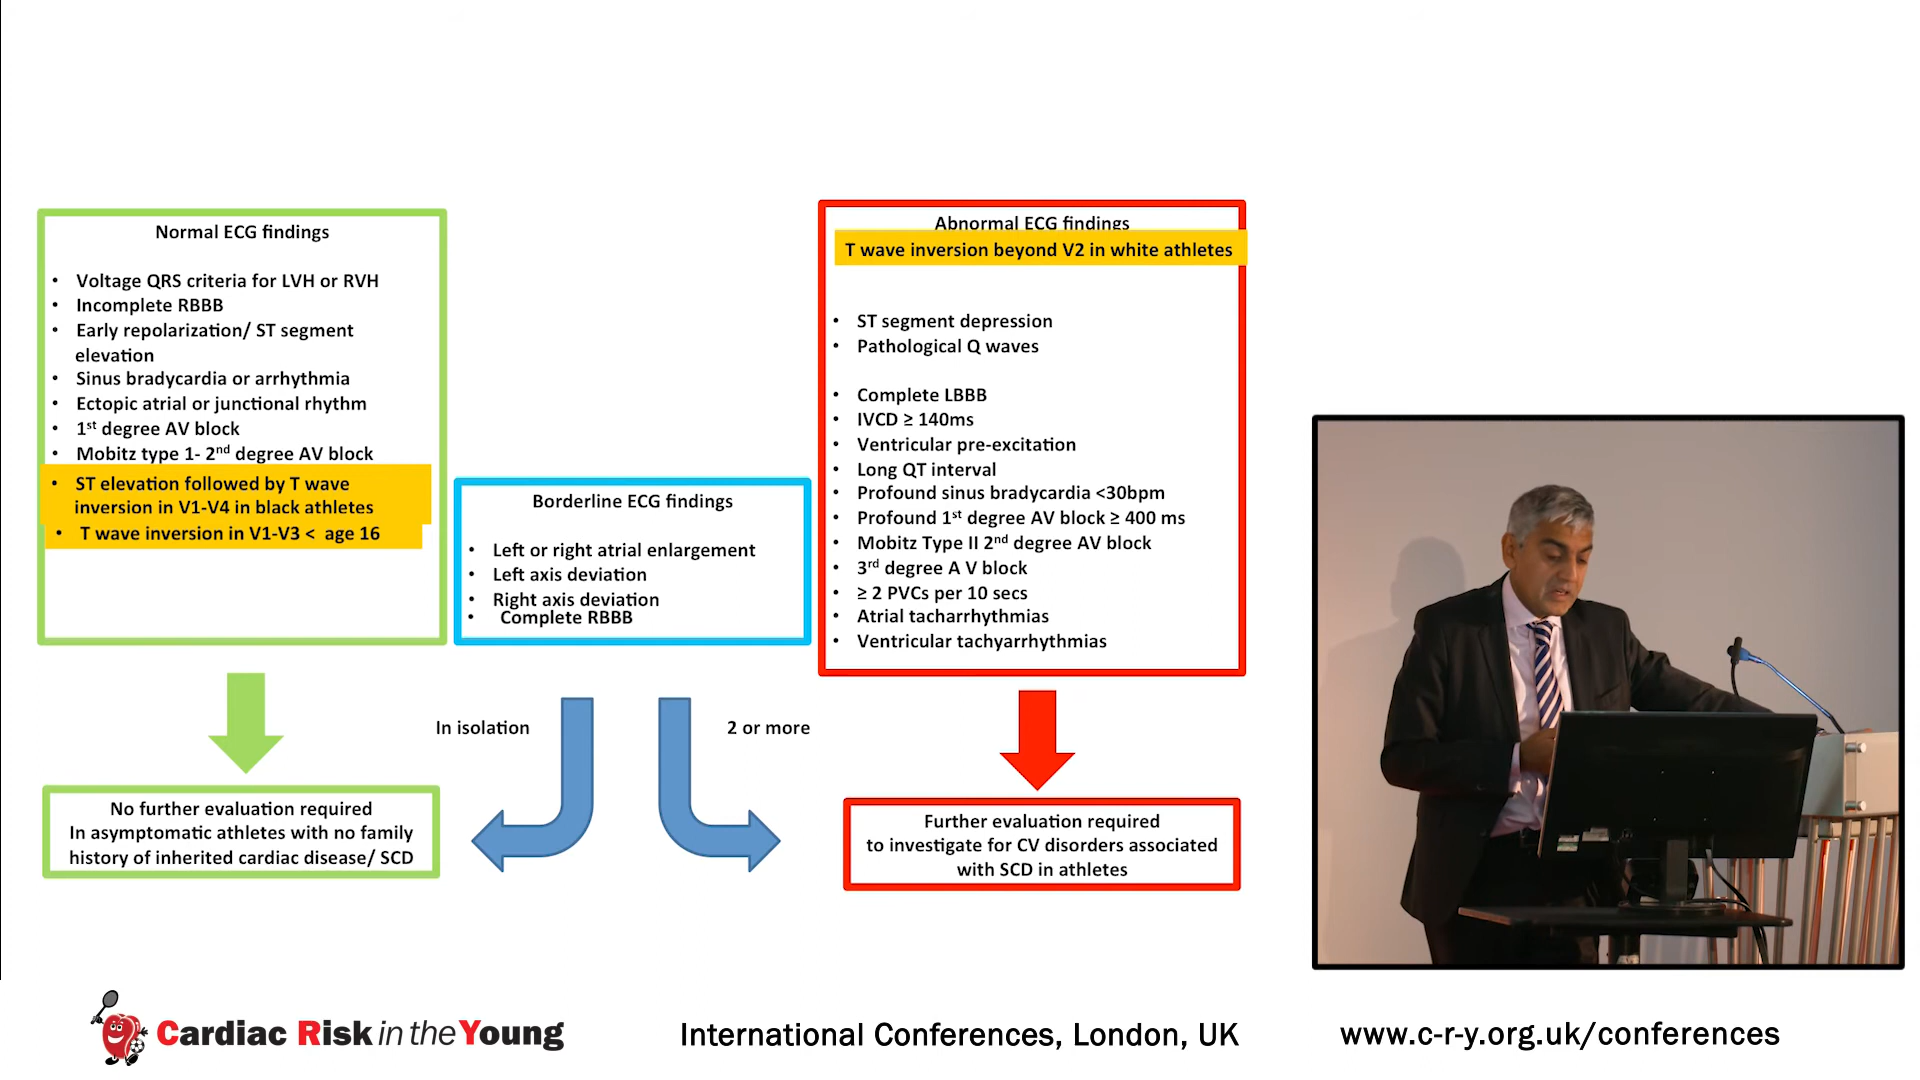 Normal ECG findings
• Voltage QRS criteria for LVH or RVH
• Incomplete RBBB
• Early repolarization/ ST segment
elevation
• Sinus bradycardia or arrhythmia
• Ectopic atrial or junctional rhythm
• 1st degree AV block
• Mobitz type 1- 2nd degree AV block
• ST elevation followed by T wave
inversion in V1-V4 in black athletes
• T wave inversion in V1-V3 < age 16
Borderline ECG findings
• Left or right atrial enlargement
• Left axis deviation
• Right axis deviation
• Complete RBBB
Abnormal ECG findings
T wave inversion beyond V2 in white athletes
• ST segment depression
• Pathological Q waves
• Complete LBBB
• IVCD ≥ 140ms
• Ventricular pre-excitation
• Long QT interval
• Profound sinus bradycardia <30bpm
• Profound 1st degree AV block ≥ 400 ms
• Mobitz Type II 2nd degree AV block
• 3rd degree A V block
• ≥ 2 PVCs per 10 secs
• Atrial tacharrhythmias
• Ventricular tachyarrhythmias
In isolation
2 or more
No further evaluation required
In asymptomatic athletes with no family
history of inherited cardiac disease/ SCD
Further evaluation required
to investigate for CV disorders associated
with SCD in athletes
Cardiac Risk in the Young
International Conferences, London, UK
www.c-r-y.org.uk/conferences